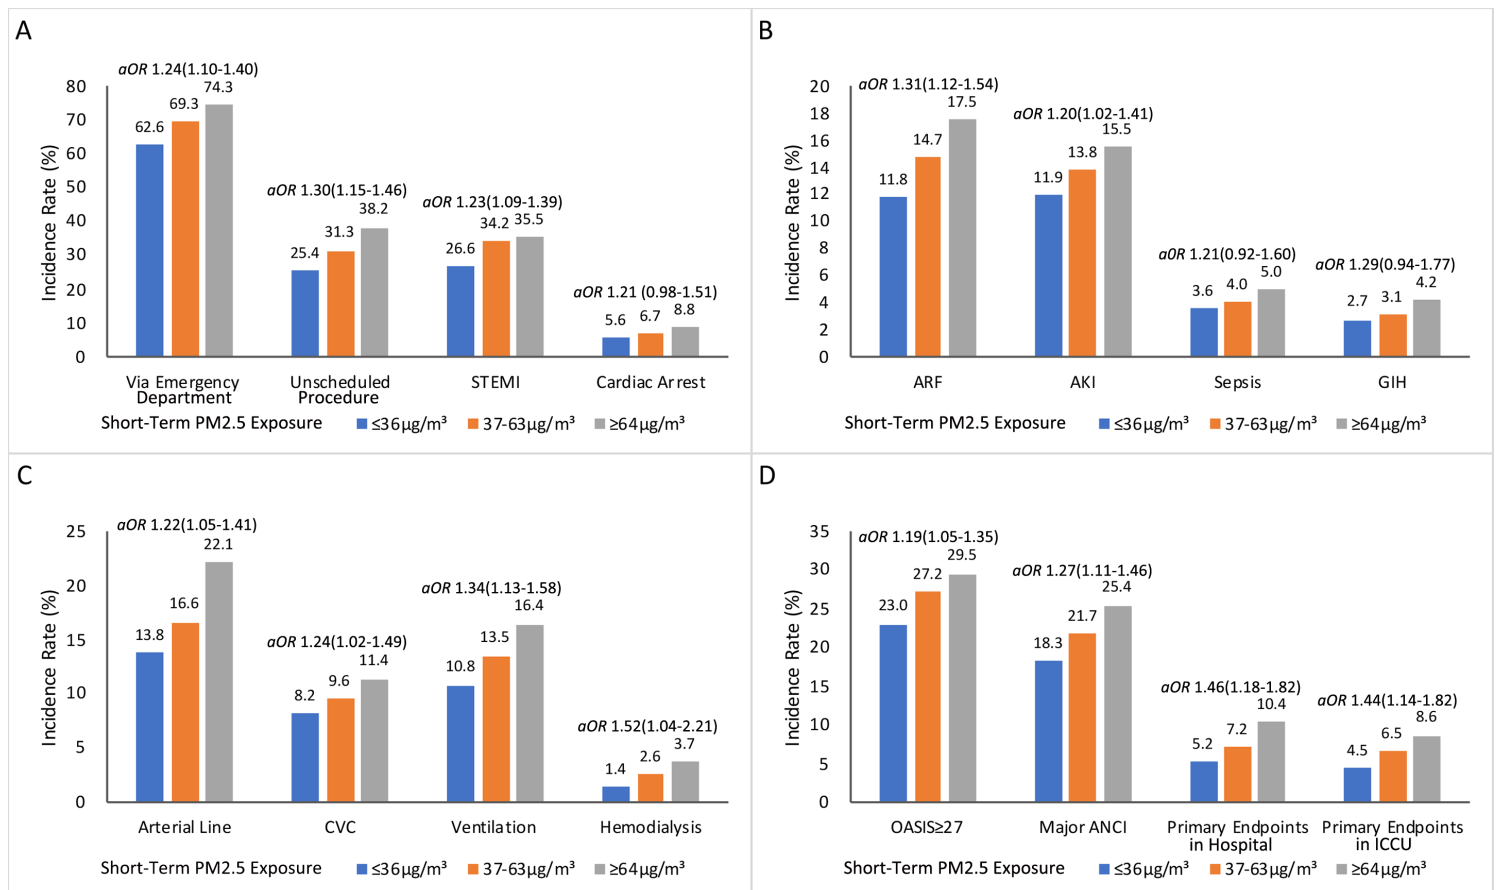 A
aOR 1.24(1.10-1.40)
74.3
69.3
62.6
aOR 1.30(1.15-1.46)
38.2
31.3
25.4
aOR 1.23(1.09-1.39)
34.2
35.5
26.6
aOR 1.21 (0.98-1.51)
8.8
6.7
5.6
80
70
60
50
40
30
20
10
0
Incidence Rate (%)
Via Emergency
Department
Unscheduled
Procedure
STEMI
Cardiac Arrest
Short-Term PM2.5 Exposure ≤36µg/m³ 37-63µg/m³ ≥64µg/m³
B
aOR 1.31(1.12-1.54)
17.5
14.7
11.8
aOR 1.20(1.02-1.41)
15.5
13.8
11.9
a0R 1.21(0.92-1.60)
5.0
4.0
3.6
aOR 1.29(0.94-1.77)
4.2
3.1
2.7
20
18
16
14
12
10
8
6
4
2
0
Incidence Rate (%)
ARF
AKI
Sepsis
GIH
Short-Term PM2.5 Exposure ≤36µg/m³ 37-63µg/m³ ≥64µg/m³
C
aOR 1.22(1.05-1.41)
22.1
16.6
13.8
aOR 1.24(1.02-1.49)
11.4
9.6
8.2
aOR 1.34(1.13-1.58)
16.4
13.5
10.8
aOR 1.52(1.04-2.21)
3.7
2.6
1.4
25
20
15
10
5
0
Incidence Rate (%)
Arterial Line
CVC
Ventilation
Hemodialysis
Short-Term PM2.5 Exposure ≤36µg/m³ 37-63µg/m³ ≥64µg/m³
D
aOR 1.19(1.05-1.35)
29.5
27.2
23.0
aOR 1.27(1.11-1.46)
25.4
21.7
18.3
aOR 1.46(1.18-1.82)
10.4
7.2
5.2
aOR 1.44(1.14-1.82)
8.6
6.5
4.5
35
30
25
20
15
10
5
0
Incidence Rate (%)
OASIS≥27
Major ANCI
Primary Endpoints
in Hospital
Primary Endpoints
in ICCU
Short-Term PM2.5 Exposure ≤36µg/m³ 37-63µg/m³ ≥64µg/m³